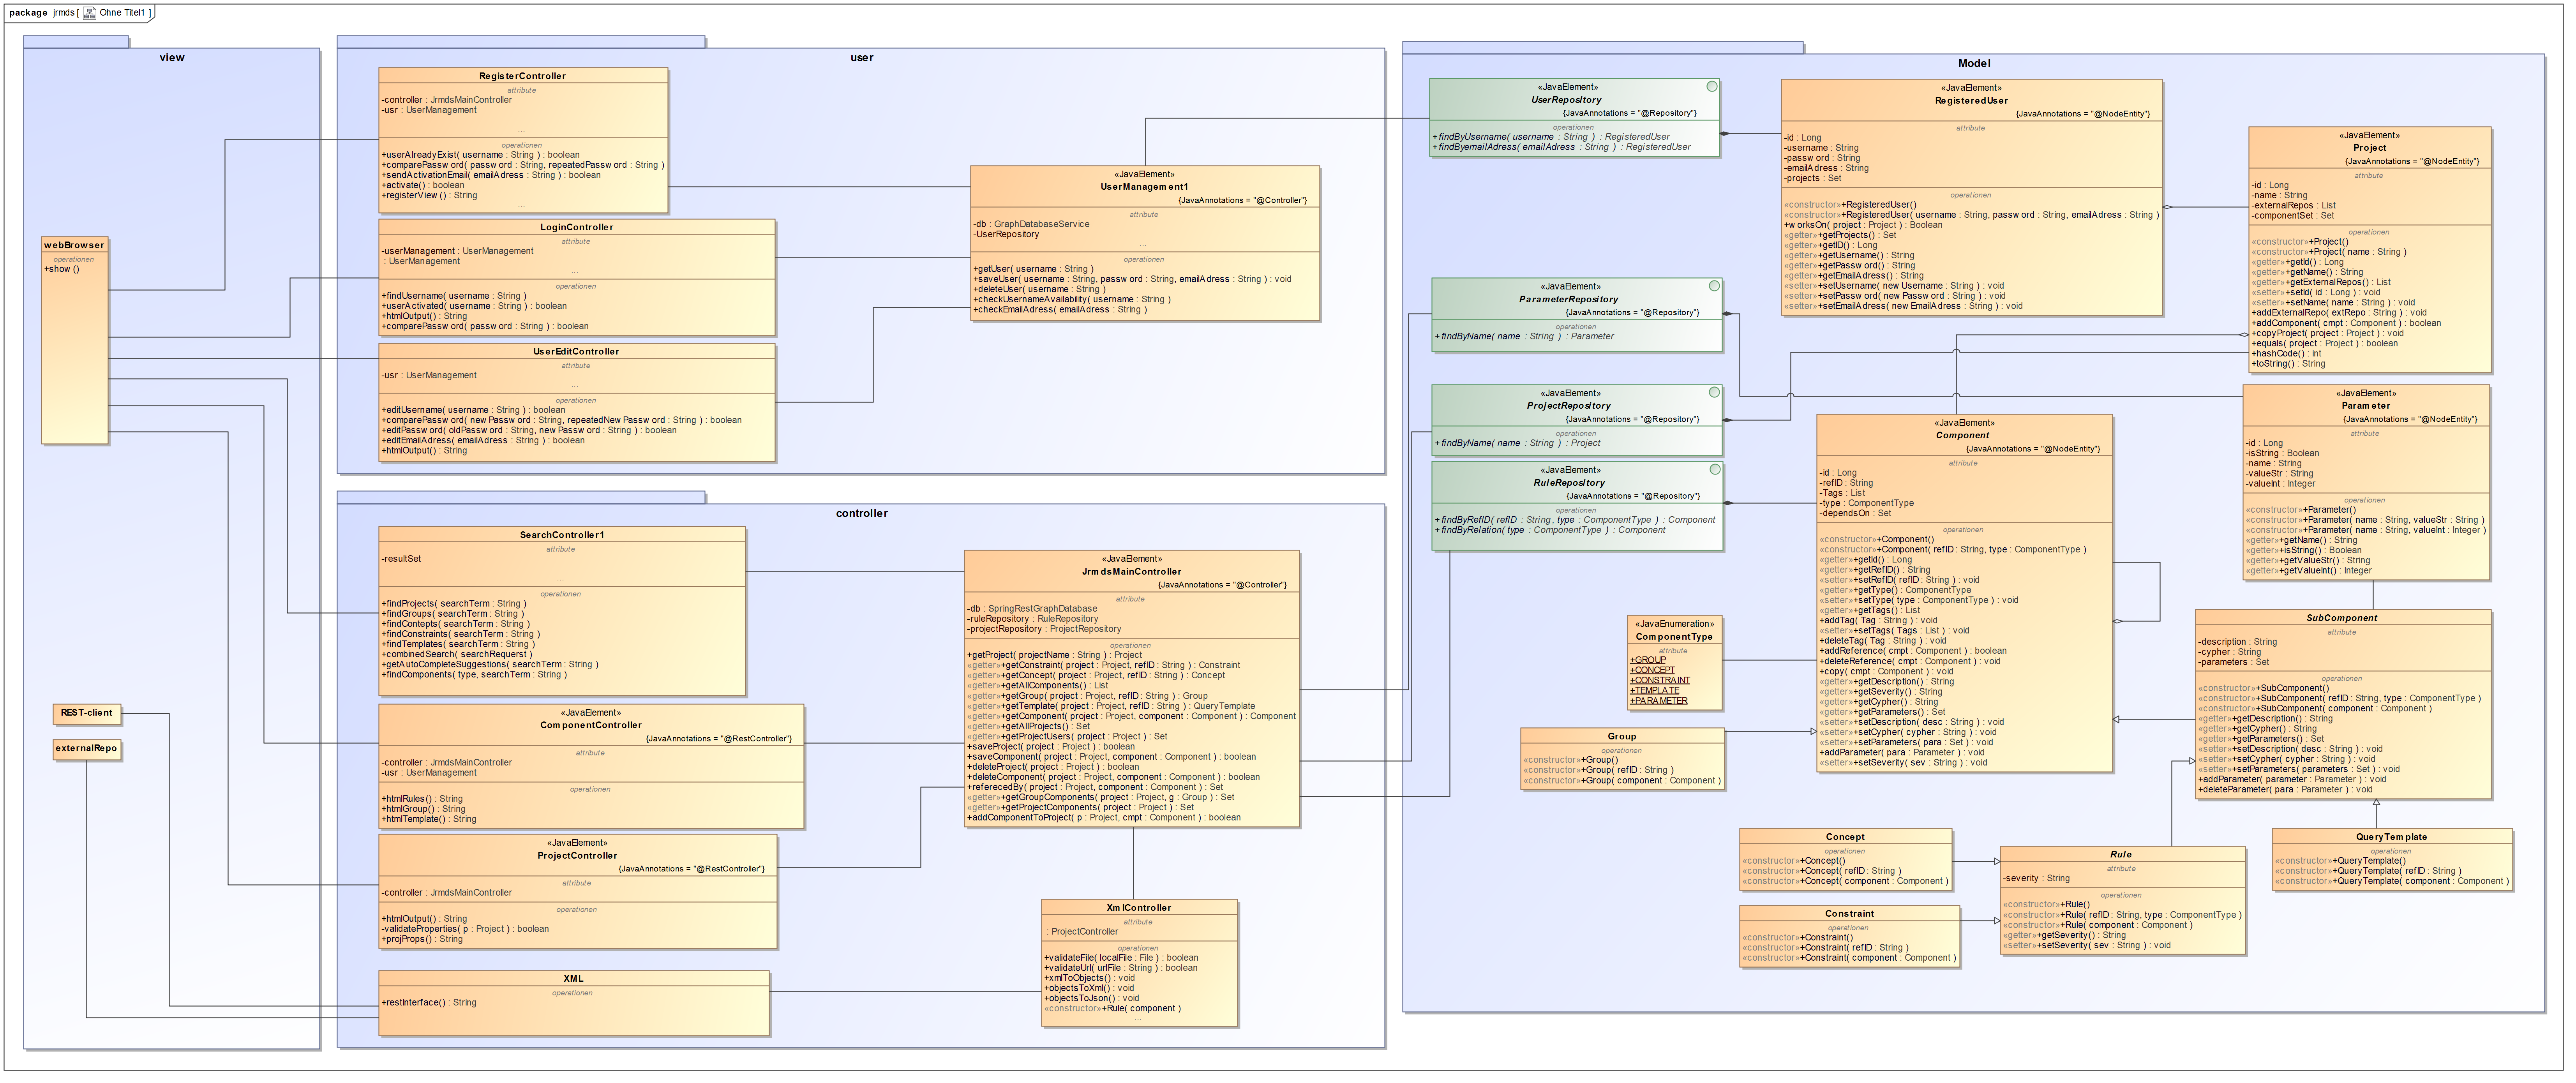 package jrmds [ Ohne Titel1 ]
view
webBrowser
operationen
+show ()
REST-client
externalRepo
user
RegisterController
attribute
-controller : JrmdsMainController
-usr : UserManagement
...
operationen
+userAlreadyExist( username : String ) : boolean
+comparePassword( password : String, repeatedPassword : String )
+sendActivationEmail( emailAdress : String ) : boolean
+activate() : boolean
+registerView() : String
...
LoginController
attribute
-userManagement : UserManagement
: UserManagement
...
operationen
+findUsername( username : String )
+userActivated( username : String ) : boolean
+htmlOutput() : String
+comparePassword( password : String ) : boolean
UserEditController
attribute
-usr : UserManagement
...
operationen
+editUsername( username : String ) : boolean
+comparePassword( newPassword : String, repeatedNewPassword : String ) : boolean
+editPassword( oldPassword : String, newPassword : String ) : boolean
+editEmailAdress( emailAdress : String ) : boolean
+htmlOutput() : String
«JavaElement»
UserManagement1
{JavaAnnotations = "@Controller"}
attribute
-db : GraphDatabaseService
-UserRepository
...
operationen
+getUser( username : String )
+saveUser( username : String, password : String, emailAdress : String ) : void
+deleteUser( username : String )
+checkUsernameAvailability( username : String )
+checkEmailAdress( emailAdress : String )
controller
SearchController1
attribute
-resultSet
...
operationen
+findProjects( searchTerm : String )
+findGroups( searchTerm : String )
+findContepts( searchTerm : String )
+findConstraints( searchTerm : String )
+findTemplates( searchTerm : String )
+combinedSearch( searchRequerst )
+getAutoCompleteSuggestions( searchTerm : String )
+findComponents( type, searchTerm : String )
«JavaElement»
ComponentController
{JavaAnnotations = "@RestController"}
attribute
-controller : JrmdsMainController
-usr : UserManagement
operationen
+htmlRules() : String
+htmlGroup() : String
+htmlTemplate() : String
«JavaElement»
ProjectController
{JavaAnnotations = "@RestController"}
attribute
-controller : JrmdsMainController
operationen
+htmlOutput() : String
-validateProperties( p : Project ) : boolean
+projProps() : String
XML
operationen
+restInterface() : String
«JavaElement»
JrmdsMainController
{JavaAnnotations = "@Controller"}
attribute
-db : SpringRestGraphDatabase
-ruleRepository : RuleRepository
-projectRepository : ProjectRepository
operationen
+getProject( projectName : String ) : Project
«getter»+getConstraint( project : Project, refID : String ) : Constraint
«getter»+getConcept( project : Project, refID : String ) : Concept
«getter»+getAllComponents() : List
«getter»+getGroup( project : Project, refID : String ) : Group
«getter»+getTemplate( project : Project, refID : String ) : QueryTemplate
«getter»+getComponent( project : Project, component : Component ) : Component
«getter»+getAllProjects() : Set
«getter»+getProjectUsers( project : Project ) : Set
+saveProject( project : Project ) : boolean
+saveComponent( project : Project, component : Component ) : boolean
+deleteProject( project : Project ) : boolean
+deleteComponent( project : Project, component : Component ) : boolean
+referecedBy( project : Project, component : Component ) : Set
«getter»+getGroupComponents( project : Project, g : Group ) : Set
«getter»+getProjectComponents( project : Project ) : Set
+addComponentToProject( p : Project, cmpt : Component ) : boolean
XmlController
attribute
: ProjectController
operationen
+validateFile( localFile : File ) : boolean
+validateUrl( urlFile : String ) : boolean
+xmlToObjects() : void
+objectsToXml() : void
+objectsToJson() : void
«constructor»+Rule( component )
...
Model
«JavaElement»
UserRepository
{JavaAnnotations = "@Repository"}
operationen
+findByUsername( username : String ) : RegisteredUser
+findByemailAdress( emailAdress : String ) : RegisteredUser
«JavaElement»
ParameterRepository
{JavaAnnotations = "@Repository"}
operationen
+findByName( name : String ) : Parameter
«JavaElement»
ProjectRepository
{JavaAnnotations = "@Repository"}
operationen
+findByName( name : String ) : Project
«JavaElement»
RuleRepository
{JavaAnnotations = "@Repository"}
operationen
+findByRefID( refID : String, type : ComponentType ) : Component
+findByRelation( type : ComponentType ) : Component
«JavaElement»
RegisteredUser
{JavaAnnotations = "@NodeEntity"}
attribute
-id : Long
-username : String
-password : String
-emailAdress : String
-projects : Set
operationen
«constructor»+RegisteredUser()
«constructor»+RegisteredUser( username : String, password : String, emailAdress : String )
+worksOn( project : Project ) : Boolean
«getter»+getProjects() : Set
«getter»+getID() : Long
«getter»+getUsername() : String
«getter»+getPassword() : String
«getter»+getEmailAdress() : String
«setter»+setUsername( newUsername : String ) : void
«setter»+setPassword( newPassword : String ) : void
«setter»+setEmailAdress( newEmailAdress : String ) : void
«JavaElement»
Project
{JavaAnnotations = "@NodeEntity"}
attribute
-id : Long
-name : String
-externalRepos : List
-componentSet : Set
operationen
«constructor»+Project()
«constructor»+Project( name : String )
«getter»+getId() : Long
«getter»+getName() : String
«getter»+getExternalRepos() : List
«setter»+setId( id : Long ) : void
«setter»+setName( name : String ) : void
+addExternalRepo( extRepo : String ) : void
+addComponent( cmpt : Component ) : boolean
+copyProject( project : Project ) : void
+equals( project : Project ) : boolean
+hashCode() : int
+toString() : String
«JavaElement»
Parameter
{JavaAnnotations = "@NodeEntity"}
attribute
-id : Long
-isString : Boolean
-name : String
-valueStr : String
-valueInt : Integer
operationen
«constructor»+Parameter()
«constructor»+Parameter( name : String, valueStr : String )
«constructor»+Parameter( name : String, valueInt : Integer )
«getter»+getName() : String
«getter»+isString() : Boolean
«getter»+getValueStr() : String
«getter»+getValueInt() : Integer
«JavaElement»
Component
{JavaAnnotations = "@NodeEntity"}
attribute
-id : Long
-refID : String
-Tags : List
-type : ComponentType
-dependsOn : Set
operationen
«constructor»+Component()
«constructor»+Component( refID : String, type : ComponentType )
«getter»+getId() : Long
«getter»+getRefID() : String
«setter»+setRefID( refID : String ) : void
«getter»+getType() : ComponentType
«setter»+setType( type : ComponentType ) : void
«getter»+getTags() : List
+addTag( Tag : String ) : void
«setter»+setTags( Tags : List ) : void
+deleteTag( Tag : String ) : void
+addReference( cmpt : Component ) : boolean
+deleteReference( cmpt : Component ) : void
+copy( cmpt : Component ) : void
«getter»+getDescription() : String
«getter»+getSeverity() : String
«getter»+getCypher() : String
«getter»+getParameters() : Set
«setter»+setDescription( desc : String ) : void
«setter»+setCypher( cypher : String ) : void
«setter»+setParameters( para : Set ) : void
+addParameter( para : Parameter ) : void
«setter»+setSeverity( sev : String ) : void
«JavaEnumeration»
ComponentType
attribute
+GROUP
+CONCEPT
+CONSTRAINT
+TEMPLATE
+PARAMETER
Group
operationen
«constructor»+Group()
«constructor»+Group( refID : String )
«constructor»+Group( component : Component )
SubComponent
attribute
-description : String
-cypher : String
-parameters : Set
operationen
«constructor»+SubComponent()
«constructor»+SubComponent( refID : String, type : ComponentType )
«constructor»+SubComponent( component : Component )
«getter»+getDescription() : String
«getter»+getCypher() : String
«getter»+getParameters() : Set
«setter»+setDescription( desc : String ) : void
«setter»+setCypher( cypher : String ) : void
«setter»+setParameters( parameters : Set ) : void
+addParameter( parameter : Parameter ) : void
+deleteParameter( para : Parameter ) : void
Concept
operationen
«constructor»+Concept()
«constructor»+Concept( refID : String )
«constructor»+Concept( component : Component )
Constraint
operationen
«constructor»+Constraint()
«constructor»+Constraint( refID : String )
«constructor»+Constraint( component : Component )
Rule
attribute
-severity : String
operationen
«constructor»+Rule()
«constructor»+Rule( refID : String, type : ComponentType )
«constructor»+Rule( component : Component )
«getter»+getSeverity() : String
«setter»+setSeverity( sev : String ) : void
QueryTemplate
operationen
«constructor»+QueryTemplate()
«constructor»+QueryTemplate( refID : String )
«constructor»+QueryTemplate( component : Component )